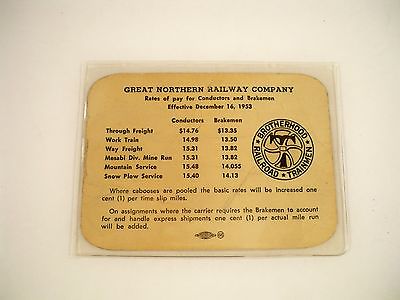 GREAT NORTHERN RAILWAY COMPANY
Rates of pay for Conductors and Brakemen
Effective December 16, 1953
Conductors Brakemen
Through Freight $14.76 $13.35
Work Train 14.98 13.50
Way Freight 15.31 13.82
Mesabi Div. Mine Run 15.31 13.82
Mountain Service 15.48 14.055
Snow Plow Service 15.40 14.13
BROTHERHOOD
RAILROAD TRAINMEN
Where cabooses are pooled the basic rates will be increased one
cent (1) per time slip miles.
On assignments where the carrier requires the Brakemen to account
for and handle express shipments one cent (1) per actual mile run
will be added.